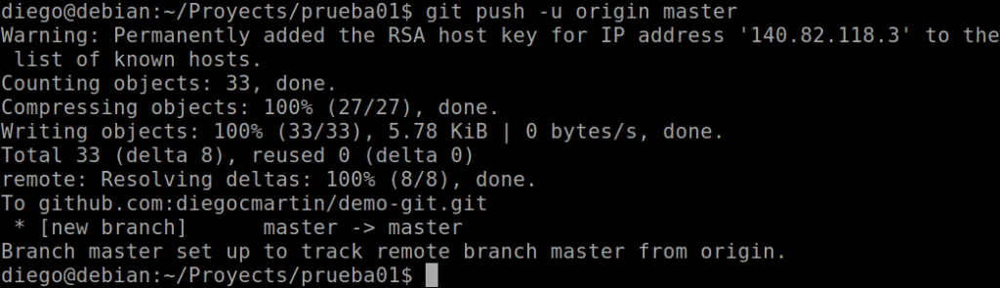 diego@debian:~/Proyects/prueba01$ git push -u origin master
Warning: Permanently added the RSA host key for IP address '140.82.118.3' to the
 list of known hosts.
Counting objects: 33, done.
Compressing objects: 100% (27/27), done.
Writing objects: 100% (33/33), 5.78 KiB | 0 bytes/s, done.
Total 33 (delta 8), reused 0 (delta 0)
remote: Resolving deltas: 100% (8/8), done.
To github.com:diegocmartin/demo-git.git
 * [new branch]      master -> master
Branch master set up to track remote branch master from origin.
diego@debian:~/Proyects/prueba01$